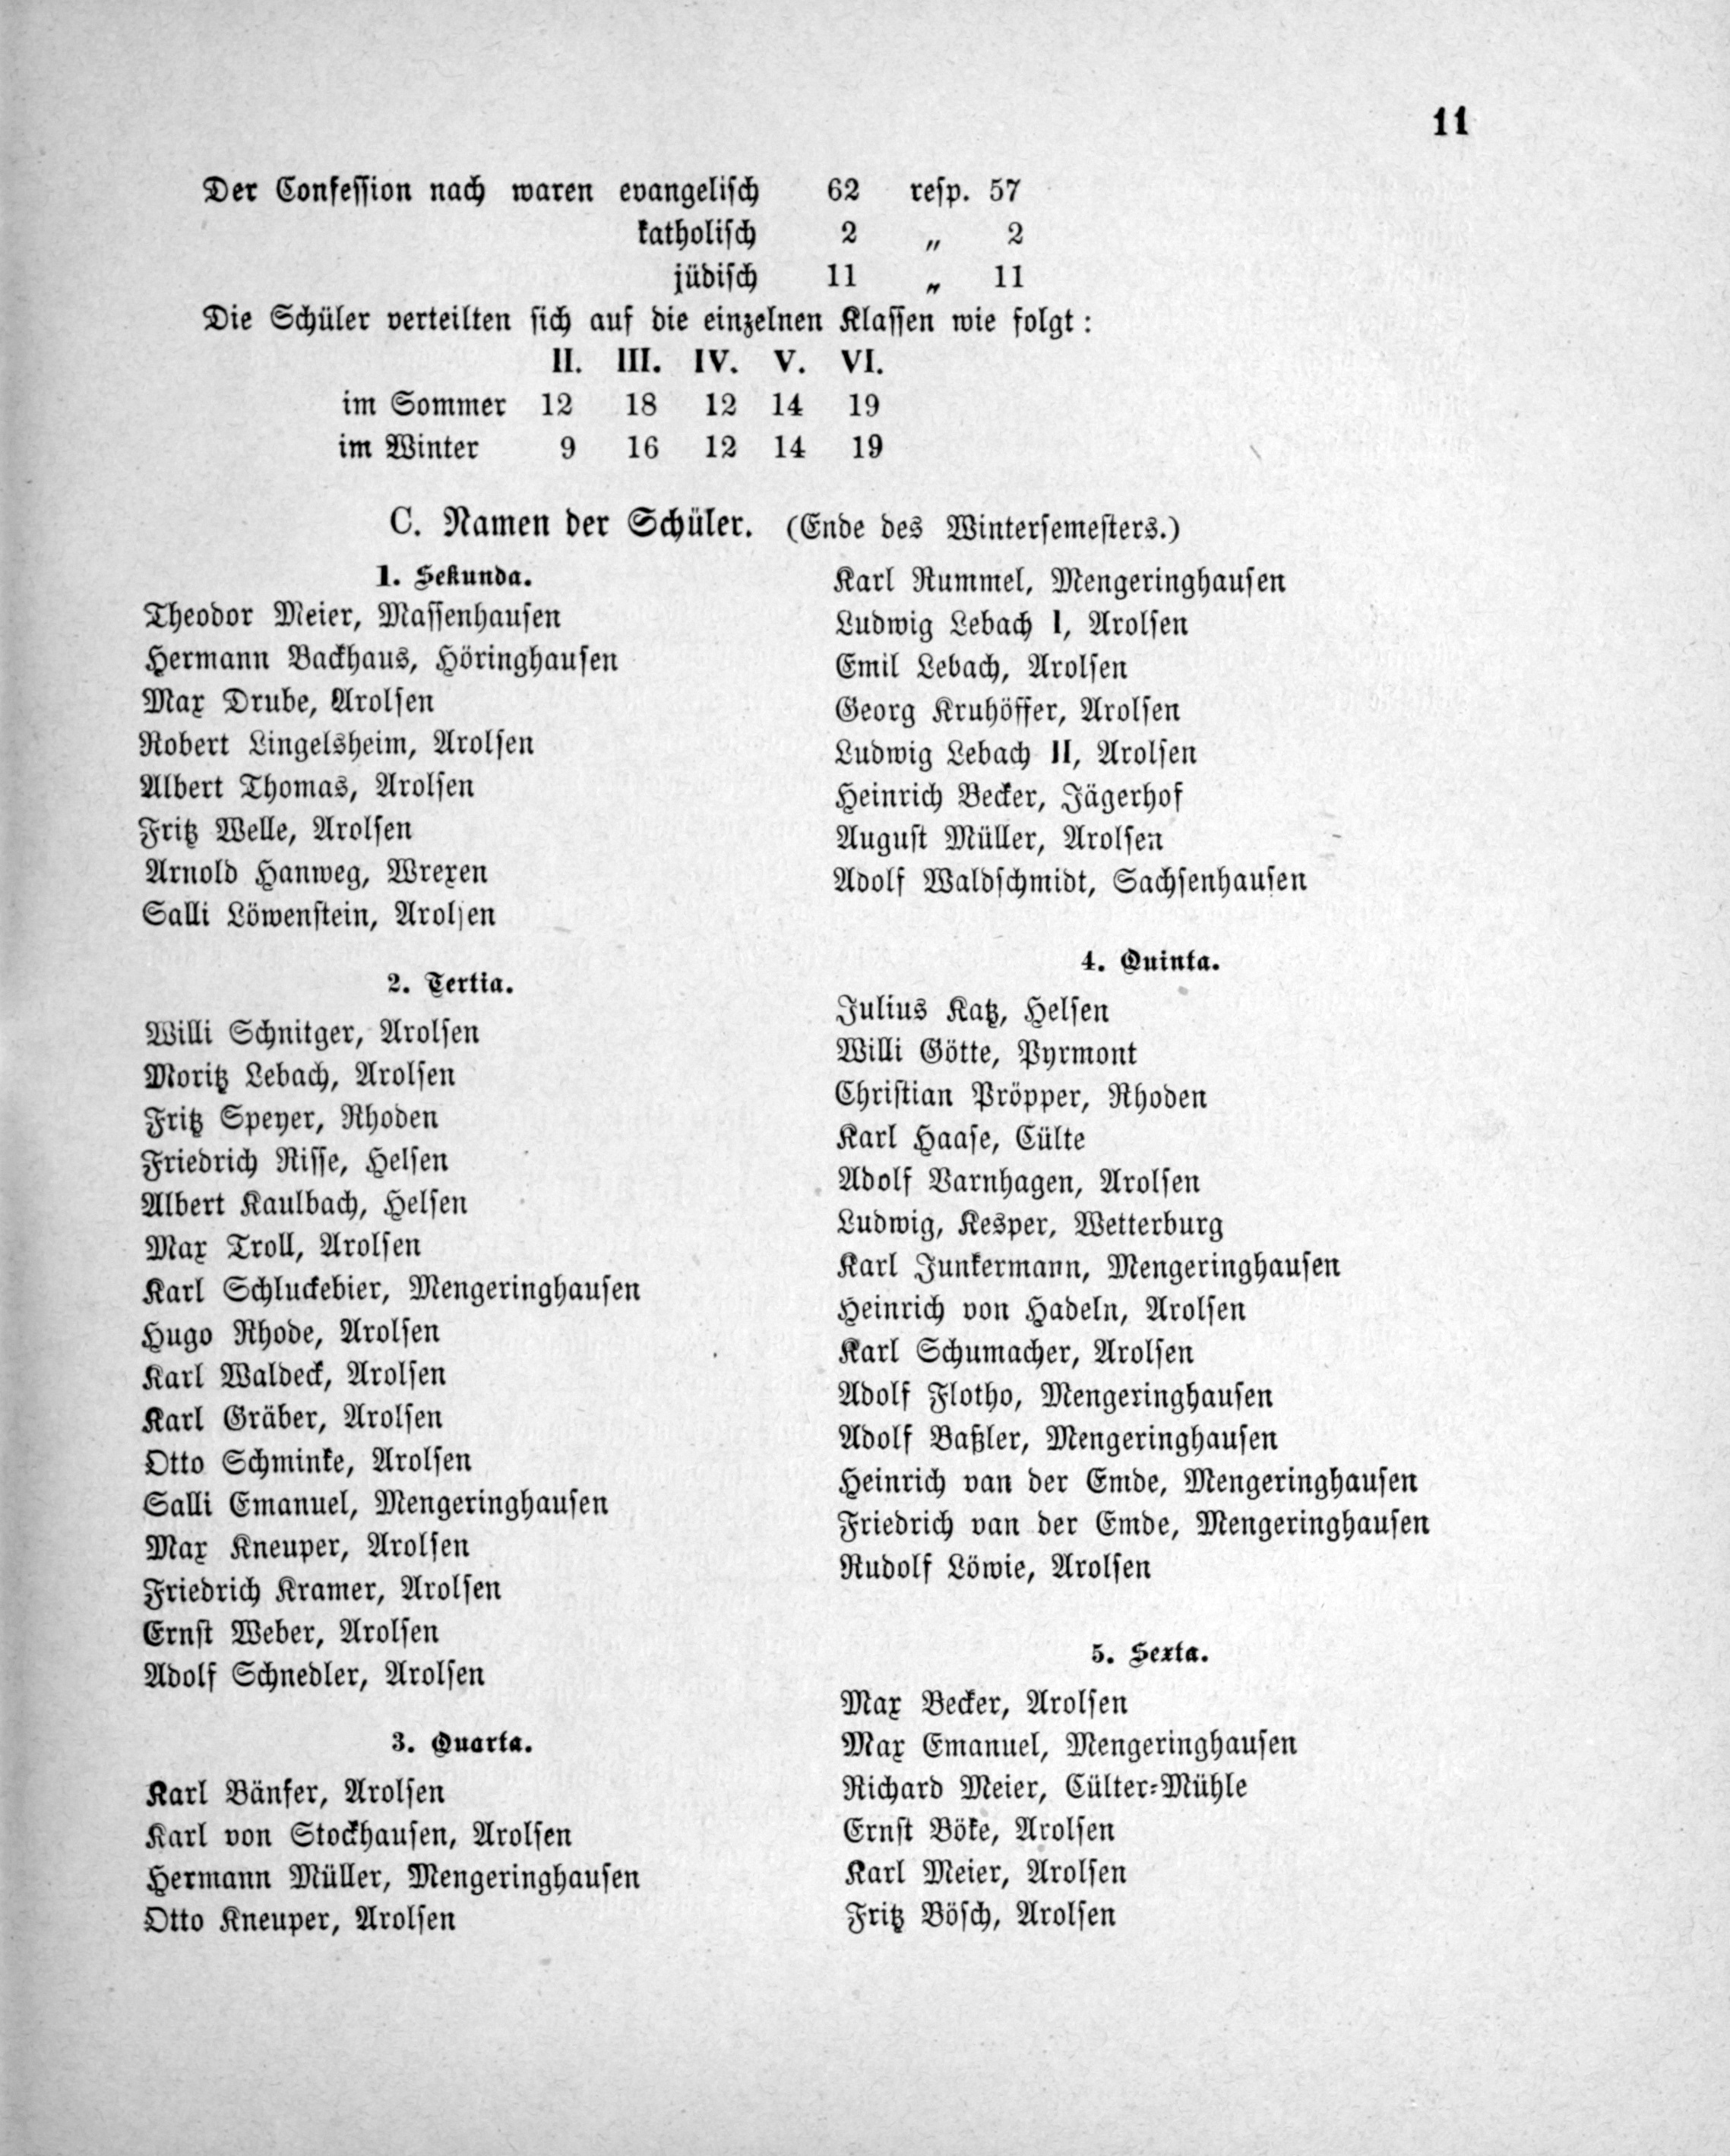 11
Der Confession nach waren evangelisch 62 resp. 57
katholisch 2 „ 2
jüdisch 11 „ 11
Die Schüler verteilten sich auf die einzelnen Klassen wie folgt:
II. III. IV. V. VI.
im Sommer 12 18 12 14 19
im Winter 9 16 12 14 19
C. Namen der Schüler. (Ende des Wintersemesters.)
1. Sekunda.
Theodor Meier, Massenhausen
Hermann Backhaus, Höringhausen
Max Drube, Arolsen
Robert Lingelsheim, Arolsen
Albert Thomas, Arolsen
Fritz Welle, Arolsen
Arnold Hanweg, Wrexen
Salli Löwenstein, Arolsen
2. Tertia.
Willi Schnitger, Arolsen
Moritz Lebach, Arolsen
Fritz Speyer, Rhoden
Friedrich Risse, Helsen
Albert Kaulbach, Helsen
Max Troll, Arolsen
Karl Schluckebier, Mengeringhausen
Hugo Rhode, Arolsen
Karl Waldeck, Arolsen
Karl Gräber, Arolsen
Otto Schminke, Arolsen
Salli Emanuel, Mengeringhausen
Max Kneuper, Arolsen
Friedrich Kramer, Arolsen
Ernst Weber, Arolsen
Adolf Schnedler, Arolsen
3. Quarta.
Karl Bänfer, Arolsen
Karl von Stockhausen, Arolsen
Hermann Müller, Mengeringhausen
Otto Kneuper, Arolsen
Karl Rummel, Mengeringhausen
Ludwig Lebach I, Arolsen
Emil Lebach, Arolsen
Georg Kruhöffer, Arolsen
Ludwig Lebach II, Arolsen
Heinrich Becker, Jägerhof
August Müller, Arolsen
Adolf Waldschmidt, Sachsenhausen
4. Quinta.
Julius Katz, Helsen
Willi Götte, Pyrmont
Christian Pröpper, Rhoden
Karl Haase, Cülte
Adolf Varnhagen, Arolsen
Ludwig, Kesper, Wetterburg
Karl Junkermann, Mengeringhausen
Heinrich von Hadeln, Arolsen
Karl Schumacher, Arolsen
Adolf Flotho, Mengeringhausen
Adolf Baßler, Mengeringhausen
Heinrich van der Emde, Mengeringhausen
Friedrich van der Emde, Mengeringhausen
Rudolf Löwie, Arolsen
5. Sexta.
Max Becker, Arolsen
Max Emanuel, Mengeringhausen
Richard Meier, Cülter-Mühle
Ernst Böke, Arolsen
Karl Meier, Arolsen
Fritz Bösch, Arolsen